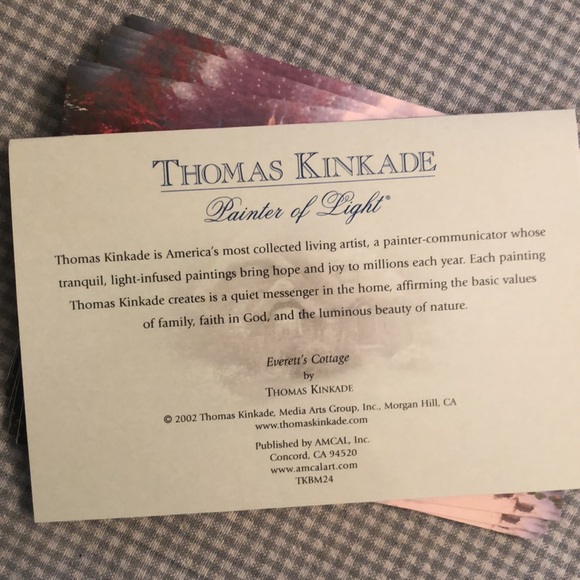 THOMAS KINKADE
Painter of Light®
Thomas Kinkade is America's most collected living artist, a painter-communicator whose
tranquil, light-infused paintings bring hope and joy to millions each year. Each painting
Thomas Kinkade creates is a quiet messenger in the home, affirming the basic values
of family, faith in God, and the luminous beauty of nature.
Everett's Cottage
by
THOMAS KINKADE
© 2002 Thomas Kinkade, Media Arts Group, Inc., Morgan Hill, CA
www.thomaskinkade.com
Published by AMCAL, Inc.
Concord, CA 94520
www.amcalart.com
TKBM24